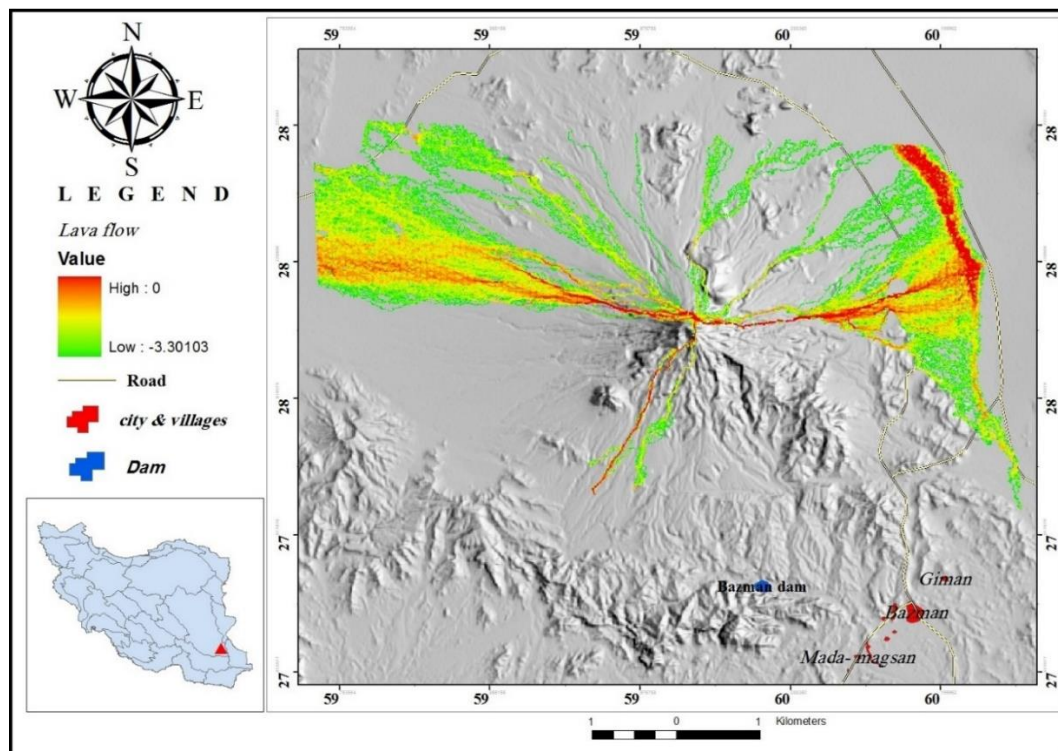 N
W E
S
L E G E N D
Lava flow
Value
High : 0
Low : -3.30103
Road
city & villages
Dam
59 59 59 60 60
28 28
28 28
28 28
27 27
27 27
59 59 59 60 60
Bazman dam
Giman
Bazman
Mada- magsan
1 0 1 Kilometers